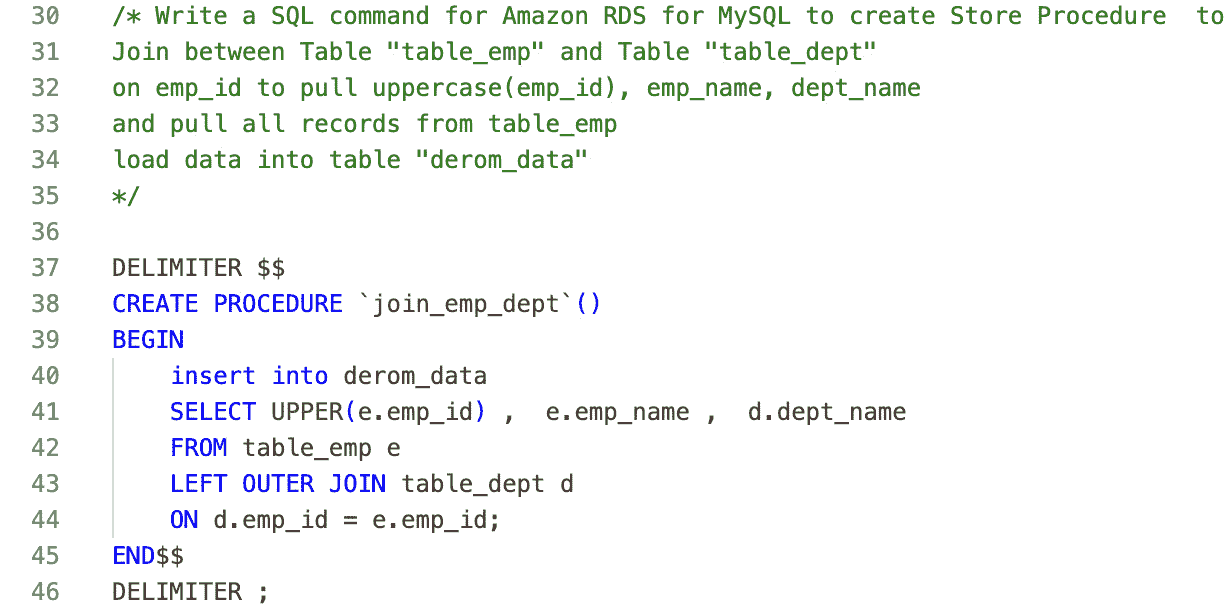 30 /* Write a SQL command for Amazon RDS for MySQL to create Store Procedure  to
31 Join between Table "table_emp" and Table "table_dept"
32 on emp_id to pull uppercase(emp_id), emp_name, dept_name
33 and pull all records from table_emp
34 load data into table "derom_data"
35 */
36
37 DELIMITER $$
38 CREATE PROCEDURE `join_emp_dept`()
39 BEGIN
40     insert into derom_data
41     SELECT UPPER(e.emp_id) ,  e.emp_name ,  d.dept_name
42     FROM table_emp e
43     LEFT OUTER JOIN table_dept d
44     ON d.emp_id = e.emp_id;
45 END$$
46 DELIMITER ;